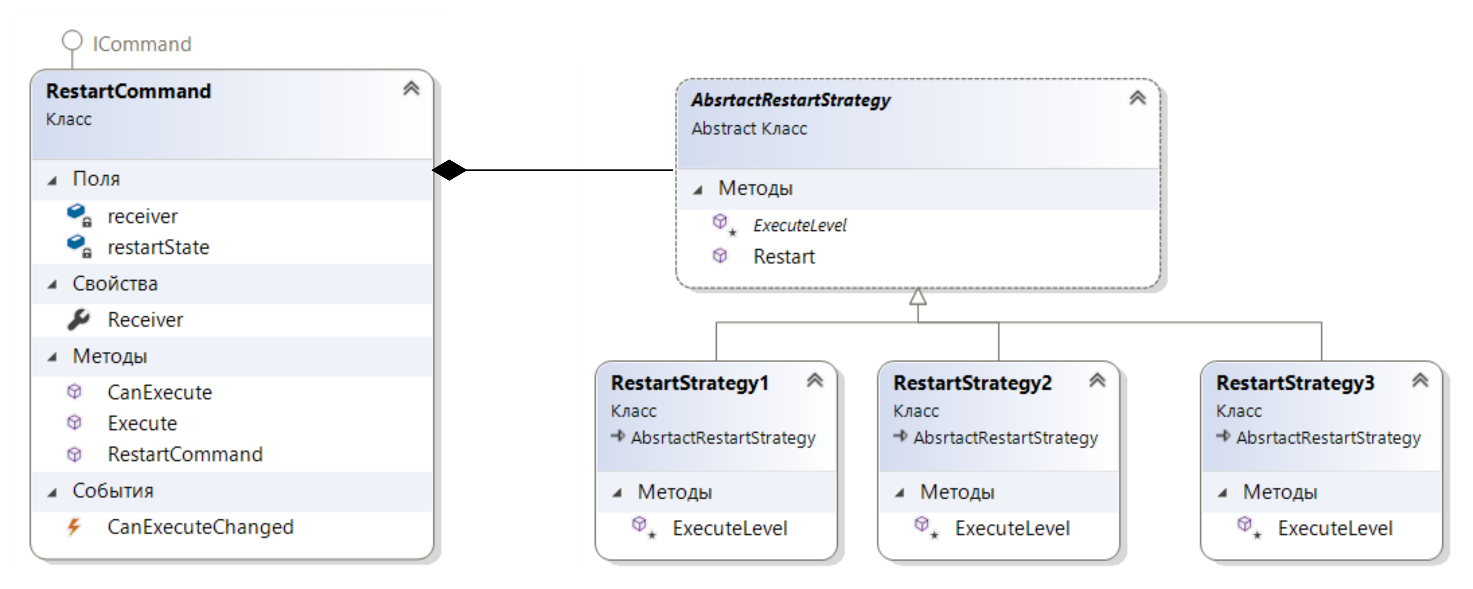 ICommand
RestartCommand
Класс
Поля
receiver
restartState
Свойства
Receiver
Методы
CanExecute
Execute
RestartCommand
События
CanExecuteChanged
AbsrtactRestartStrategy
Abstract Класс
Методы
ExecuteLevel
Restart
RestartStrategy1
Класс
AbsrtactRestartStrategy
Методы
ExecuteLevel
RestartStrategy2
Класс
AbsrtactRestartStrategy
Методы
ExecuteLevel
RestartStrategy3
Класс
AbsrtactRestartStrategy
Методы
ExecuteLevel